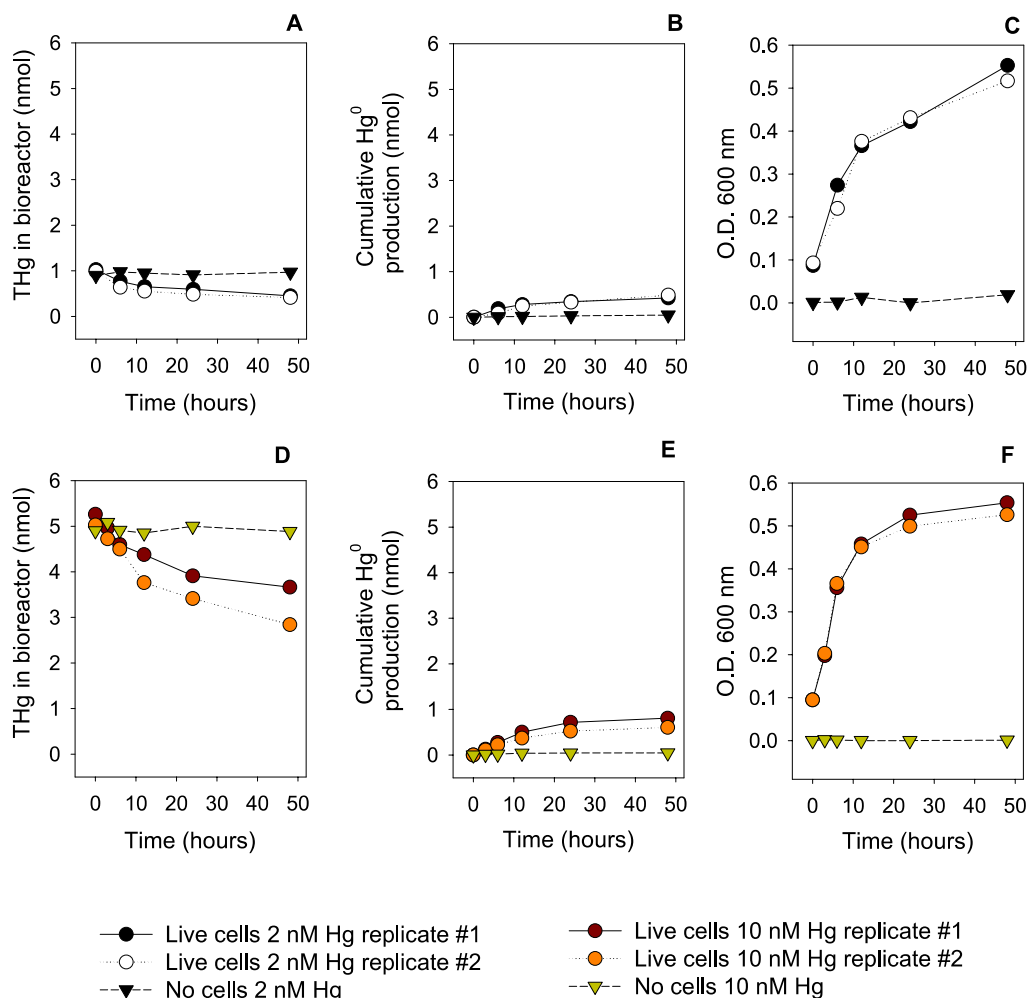 A
THg in bioreactor (nmol)
6
5
4
3
2
1
0
0 10 20 30 40 50
Time (hours)
B
Cumulative Hg0
production (nmol)
6
5
4
3
2
1
0
0 10 20 30 40 50
Time (hours)
C
O.D. 600 nm
0.6
0.5
0.4
0.3
0.2
0.1
0.0
0 10 20 30 40 50
Time (hours)
D
THg in bioreactor (nmol)
6
5
4
3
2
1
0
0 10 20 30 40 50
Time (hours)
E
Cumulative Hg0
production (nmol)
6
5
4
3
2
1
0
0 10 20 30 40 50
Time (hours)
F
O.D. 600 nm
0.6
0.5
0.4
0.3
0.2
0.1
0.0
0 10 20 30 40 50
Time (hours)
Live cells 2 nM Hg replicate #1
Live cells 2 nM Hg replicate #2
No cells 2 nM Hg
Live cells 10 nM Hg replicate #1
Live cells 10 nM Hg replicate #2
No cells 10 nM Hg